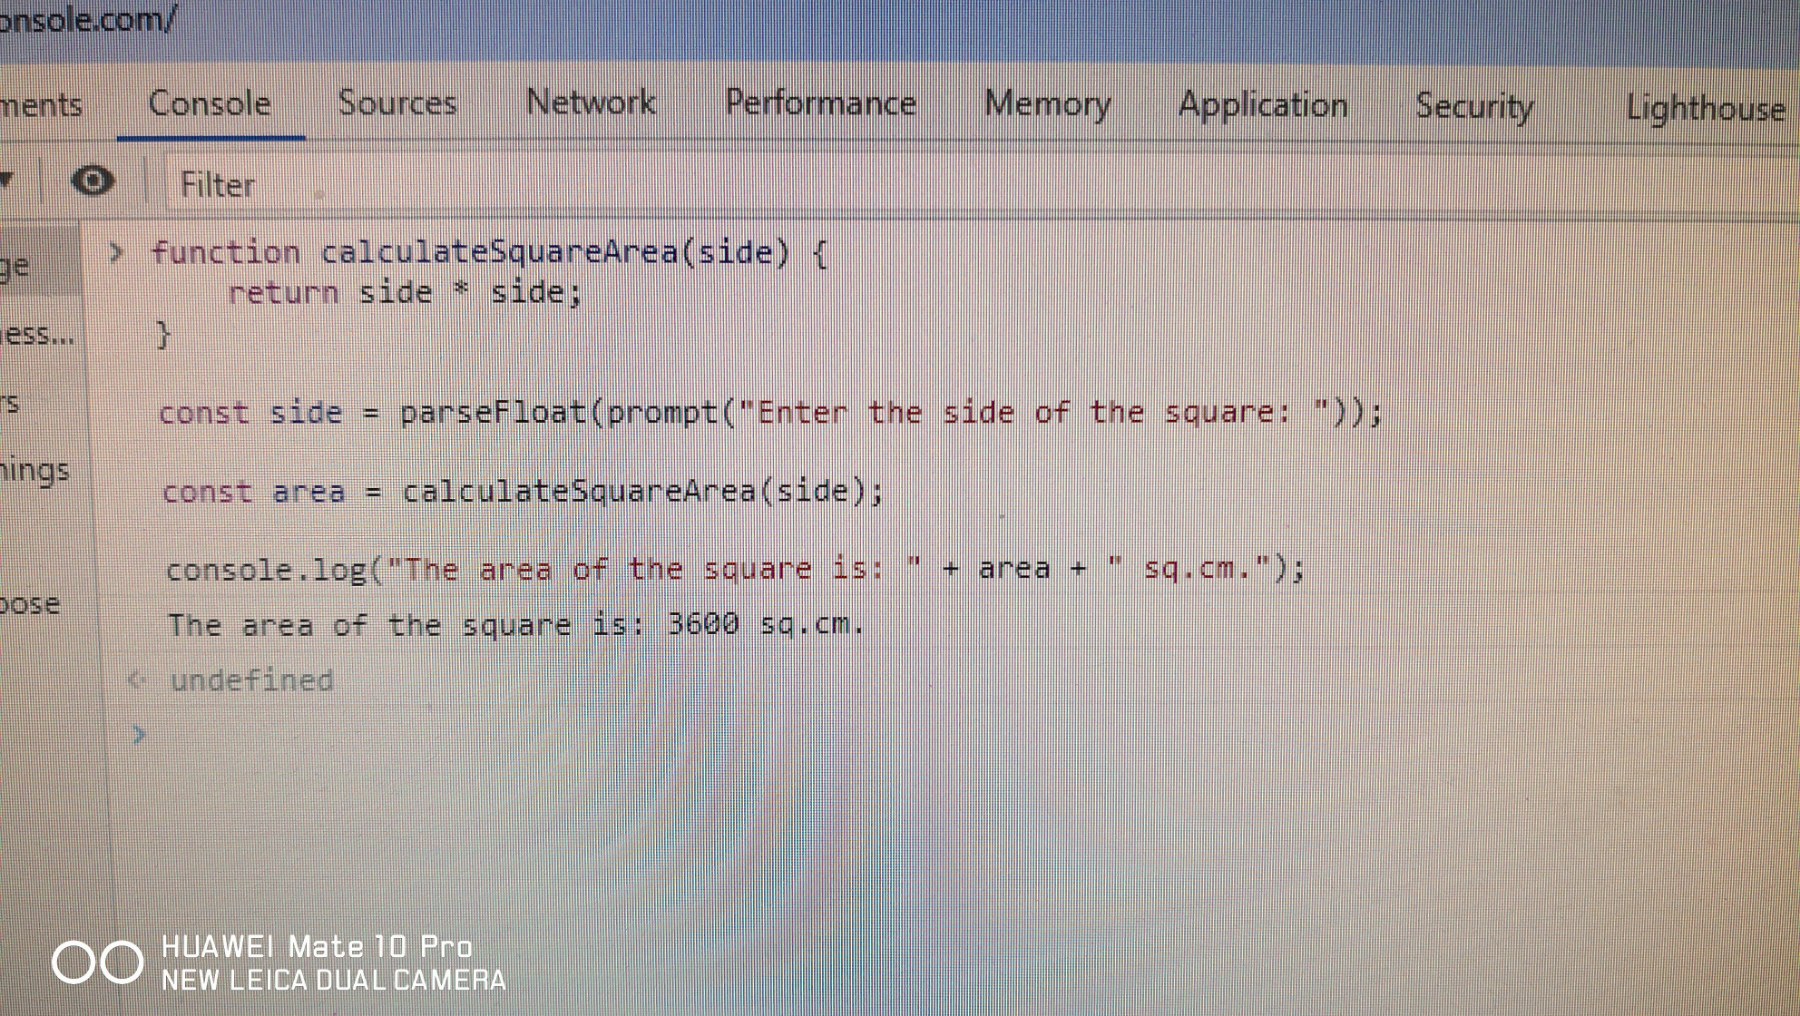 onsole.com/
ments Console Sources Network Performance Memory Application Security Lighthouse
Filter
ge
ess...
rs
nings
pose
> function calculateSquareArea(side) {
return side * side;
}
const side = parseFloat(prompt("Enter the side of the square: "));
const area = calculateSquareArea(side);
console.log("The area of the square is: " + area + " sq.cm.");
The area of the square is: 3600 sq.cm.
undefined
>
HUAWEI Mate 10 Pro
NEW LEICA DUAL CAMERA